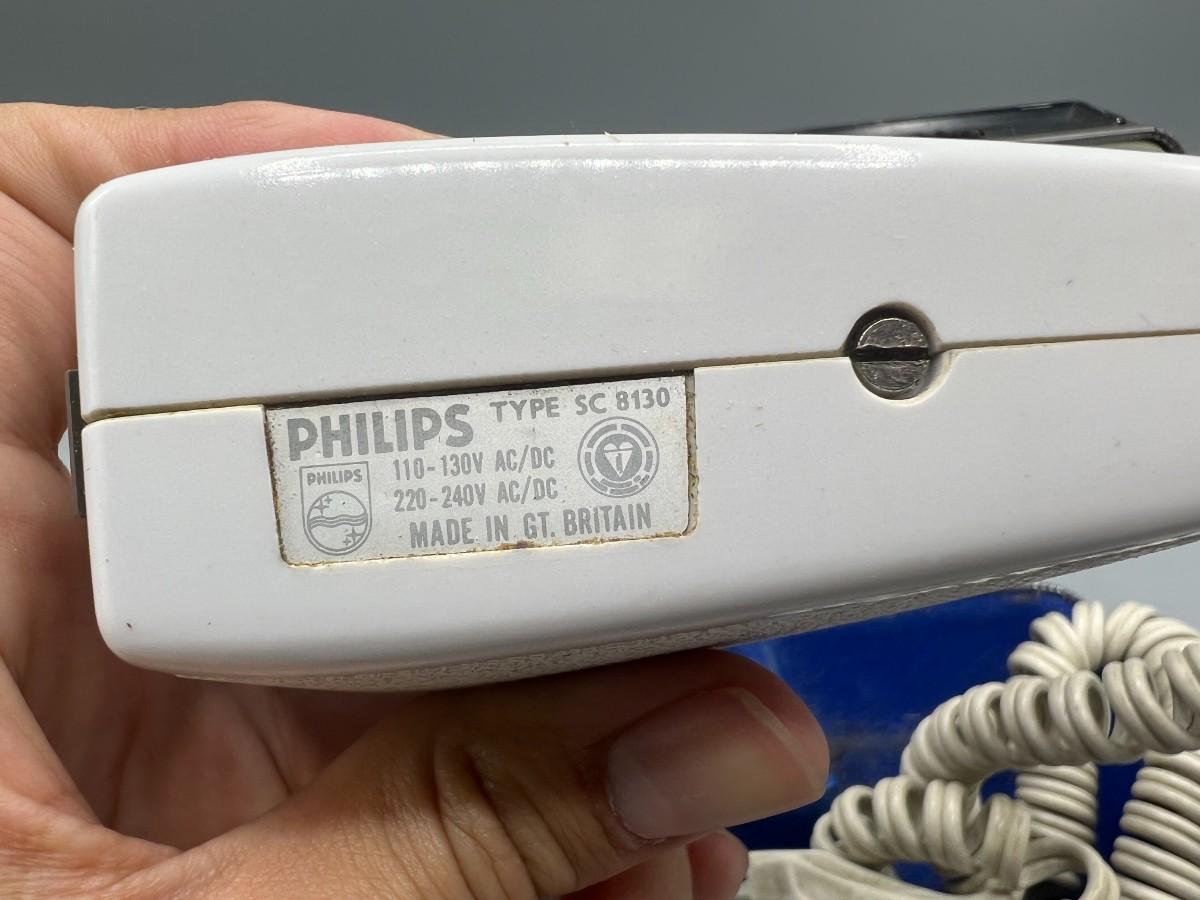 PHILIPS TYPE SC 8130
PHILIPS
110-130V AC/DC
220-240V AC/DC
MADE IN GT. BRITAIN